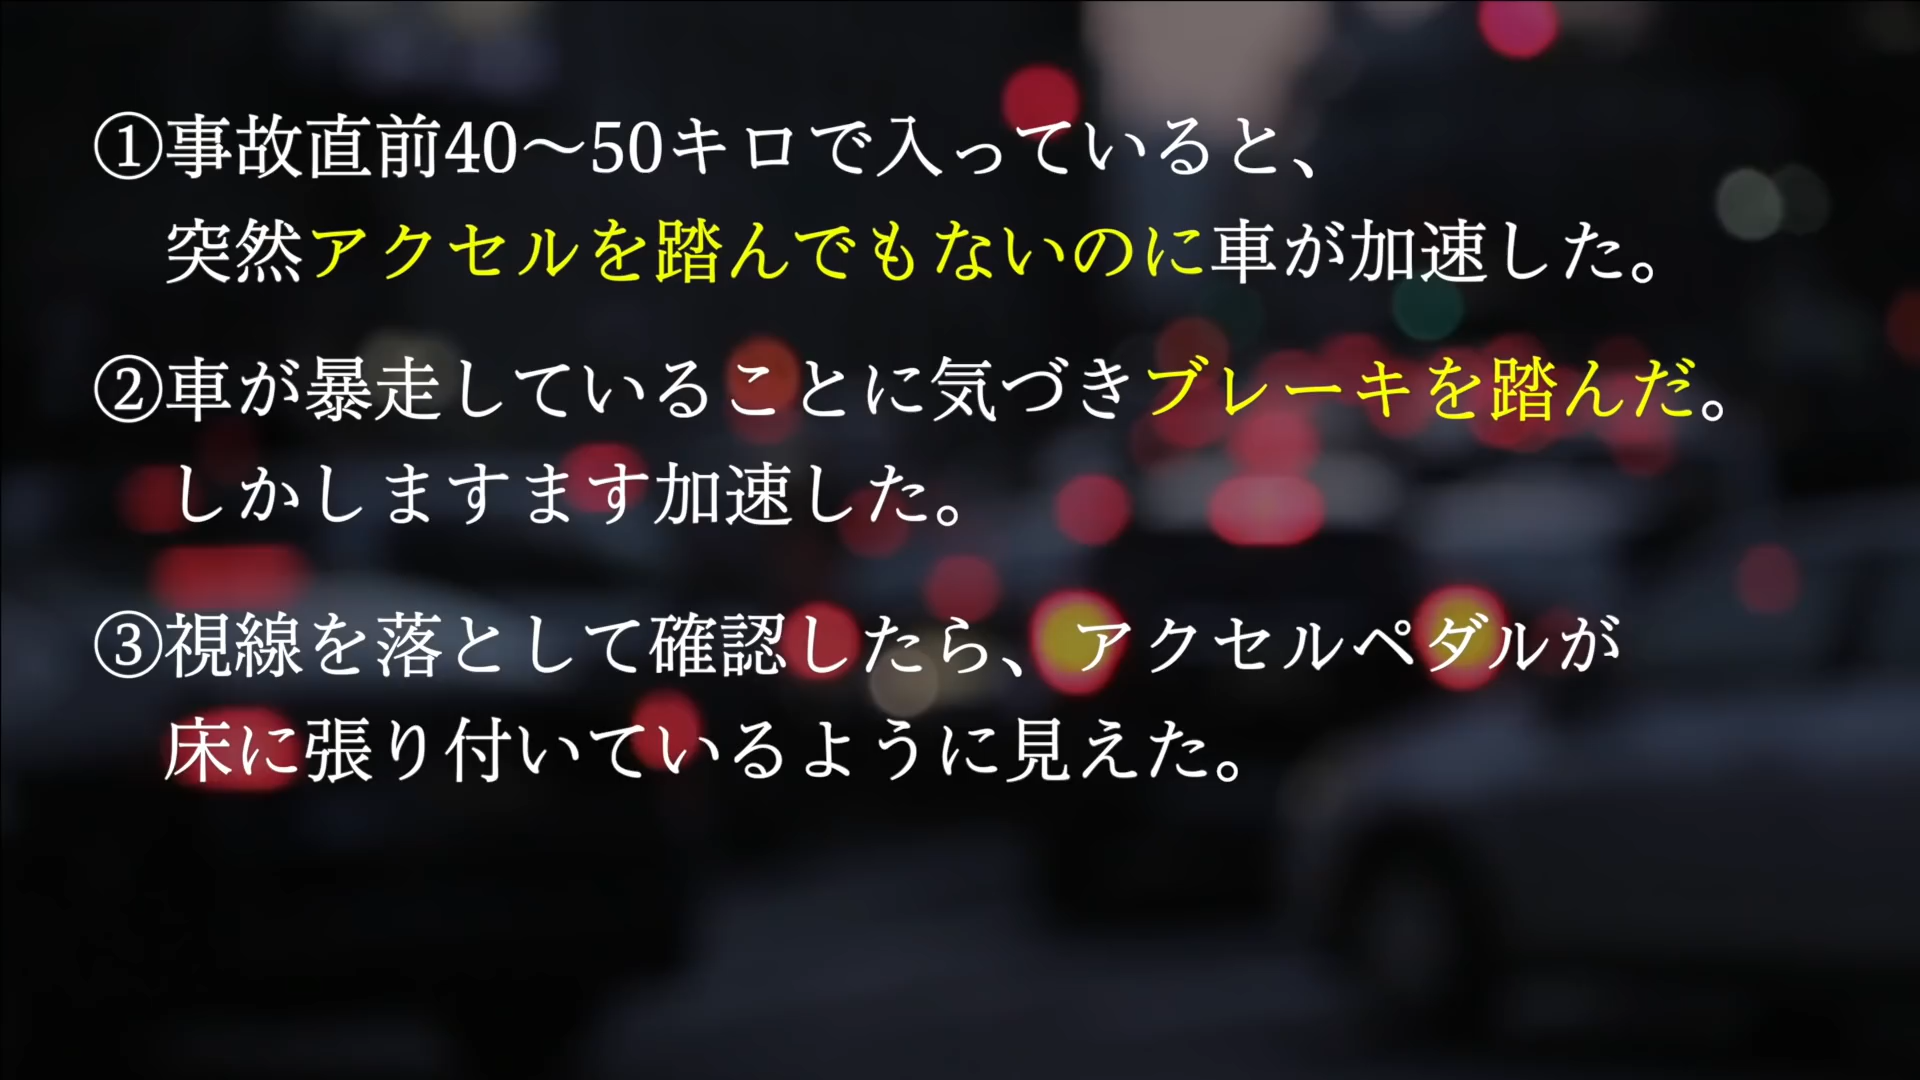 ①事故直前40～50キロで入っていると、
突然アクセルを踏んでもないのに車が加速した。
②車が暴走していることに気づきブレーキを踏んだ。
しかしますます加速した。
③視線を落として確認したら、アクセルペダルが
床に張り付いているように見えた。